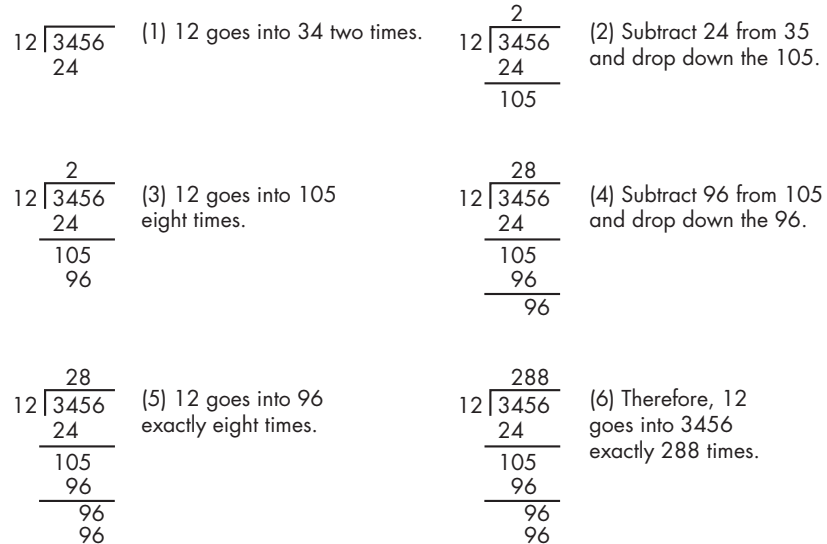 12 3456
24
(1) 12 goes into 34 two times.
2
12 3456
24
105
(2) Subtract 24 from 35
and drop down the 105.
2
12 3456
24
105
96
(3) 12 goes into 105
eight times.
28
12 3456
24
105
96
96
(4) Subtract 96 from 105
and drop down the 96.
28
12 3456
24
105
96
96
96
(5) 12 goes into 96
exactly eight times.
288
12 3456
24
105
96
96
96
(6) Therefore, 12
goes into 3456
exactly 288 times.